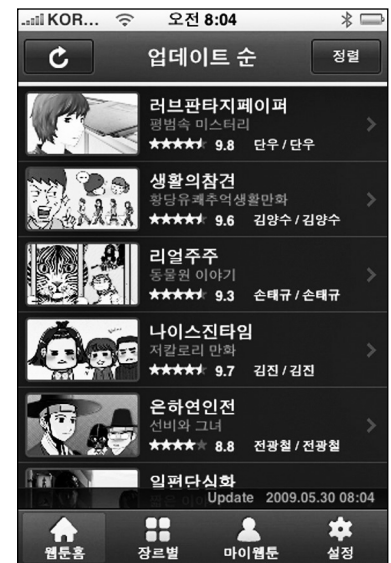 KOR... 오전 8:04
업데이트 순 정렬
러브판타지페이퍼
평범속 미스터리
9.8 단우 / 단우
생활의참견
황당유쾌추억생활만화
9.6 김양수 / 김양수
리얼주주
동물원 이야기
9.3 손태규 / 손태규
나이스진타임
저칼로리 만화
9.7 김진 / 김진
은하연인전
선비와 그녀
8.8 전광철 / 전광철
일편단심화
Update 2009.05.30 08:04
웹툰홈 장르별 마이웹툰 설정